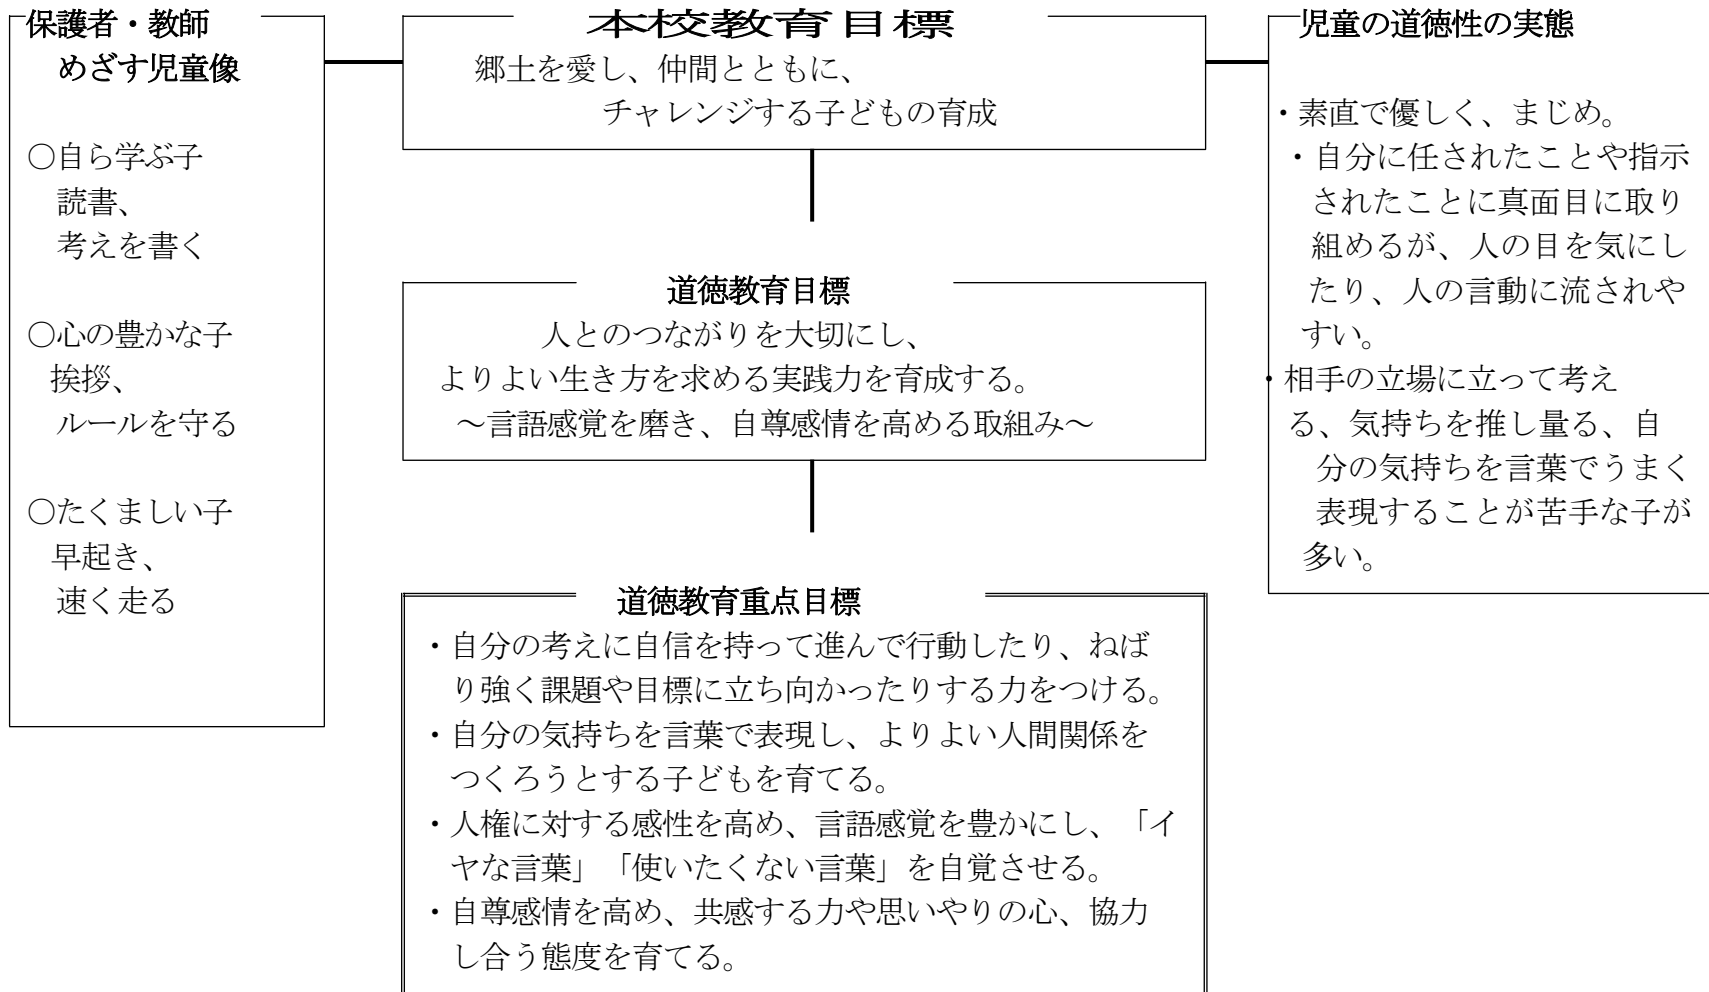 保護者・教師
めざす児童像
○自ら学ぶ子
読書、
考えを書く
○心の豊かな子
挨拶、
ルールを守る
○たくましい子
早起き、
速く走る
本校教育目標
郷土を愛し、仲間とともに、
チャレンジする子どもの育成
道徳教育目標
人とのつながりを大切にし、
よりよい生き方を求める実践力を育成する。
～言語感覚を磨き、自尊感情を高める取組み～
道徳教育重点目標
・自分の考えに自信を持って進んで行動したり、ねば
り強く課題や目標に立ち向かったりする力をつける。
・自分の気持ちを言葉で表現し、よりよい人間関係を
つくろうとする子どもを育てる。
・人権に対する感性を高め、言語感覚を豊かにし、「イ
ヤな言葉」「使いたくない言葉」を自覚させる。
・自尊感情を高め、共感する力や思いやりの心、協力
し合う態度を育てる。
児童の道徳性の実態
・素直で優しく、まじめ。
・自分に任されたことや指示
されたことに真面目に取り
組めるが、人の目を気にし
たり、人の言動に流されや
すい。
・相手の立場に立って考え
る、気持ちを推し量る、自
分の気持ちを言葉でうまく
表現することが苦手な子が
多い。